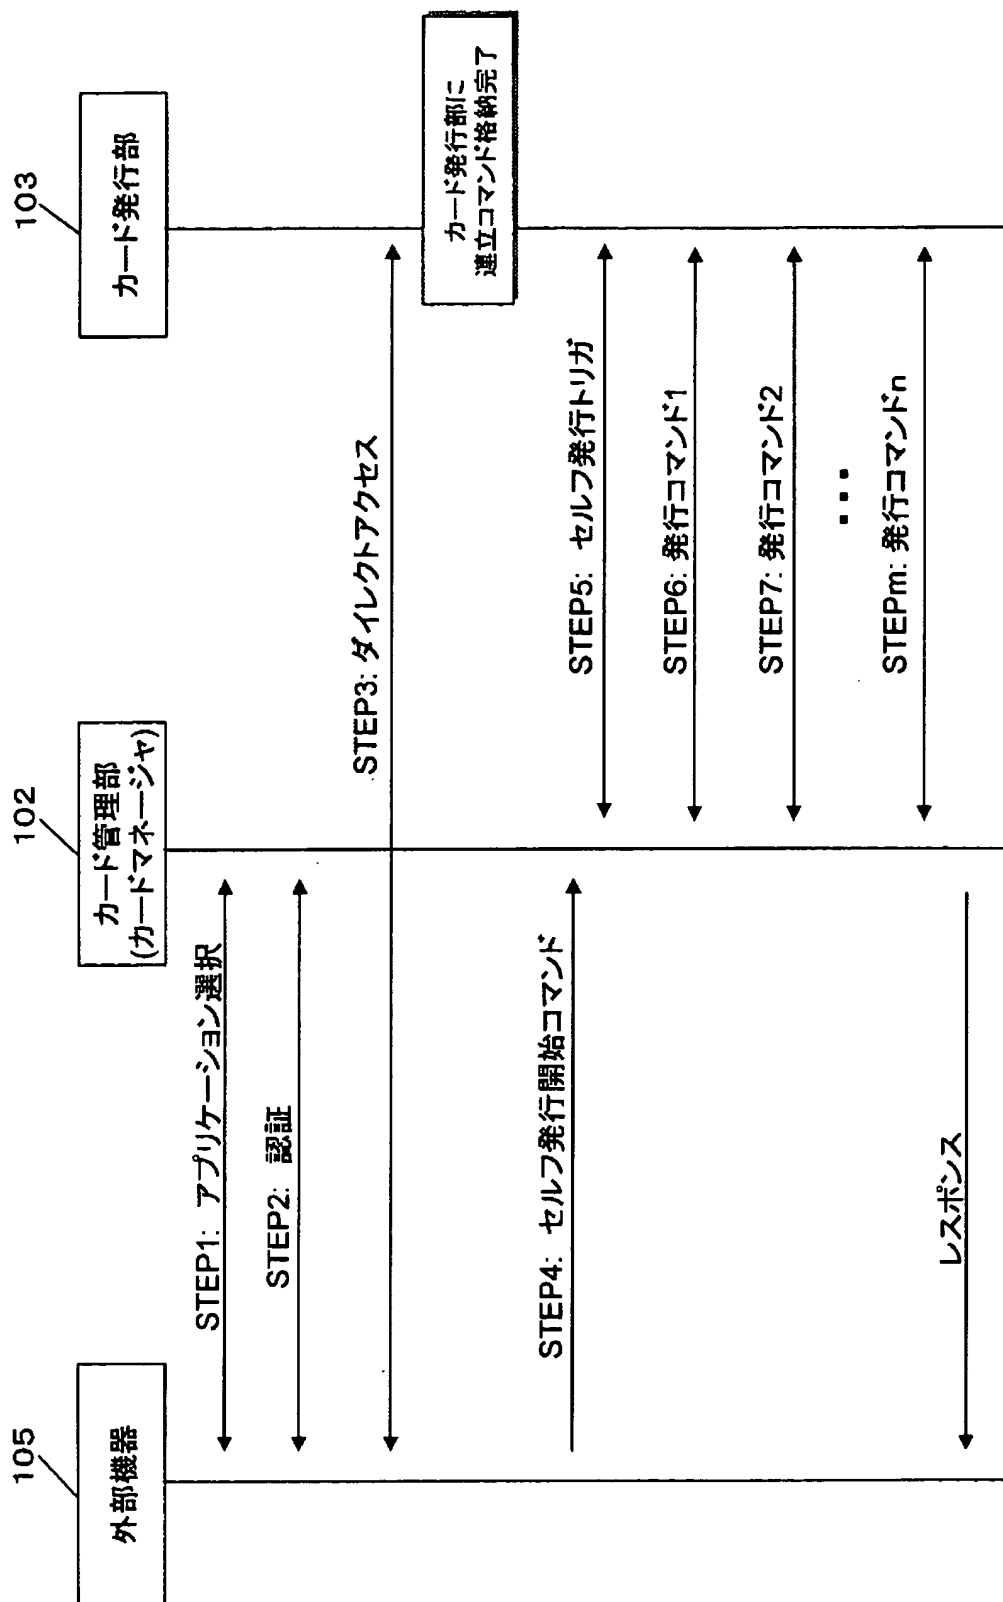 105
外部機器
102
カード管理部
(カードマネージャ)
103
カード発行部
STEP1: アプリケーション選択
STEP2: 認証
STEP3: ダイレクトアクセス
カード発行部に
連立コマンド格納完了
STEP4: セルフ発行開始コマンド
STEP5: セルフ発行トリガ
STEP6: 発行コマンド1
STEP7: 発行コマンド2
...
STEPm: 発行コマンドn
レスポンス